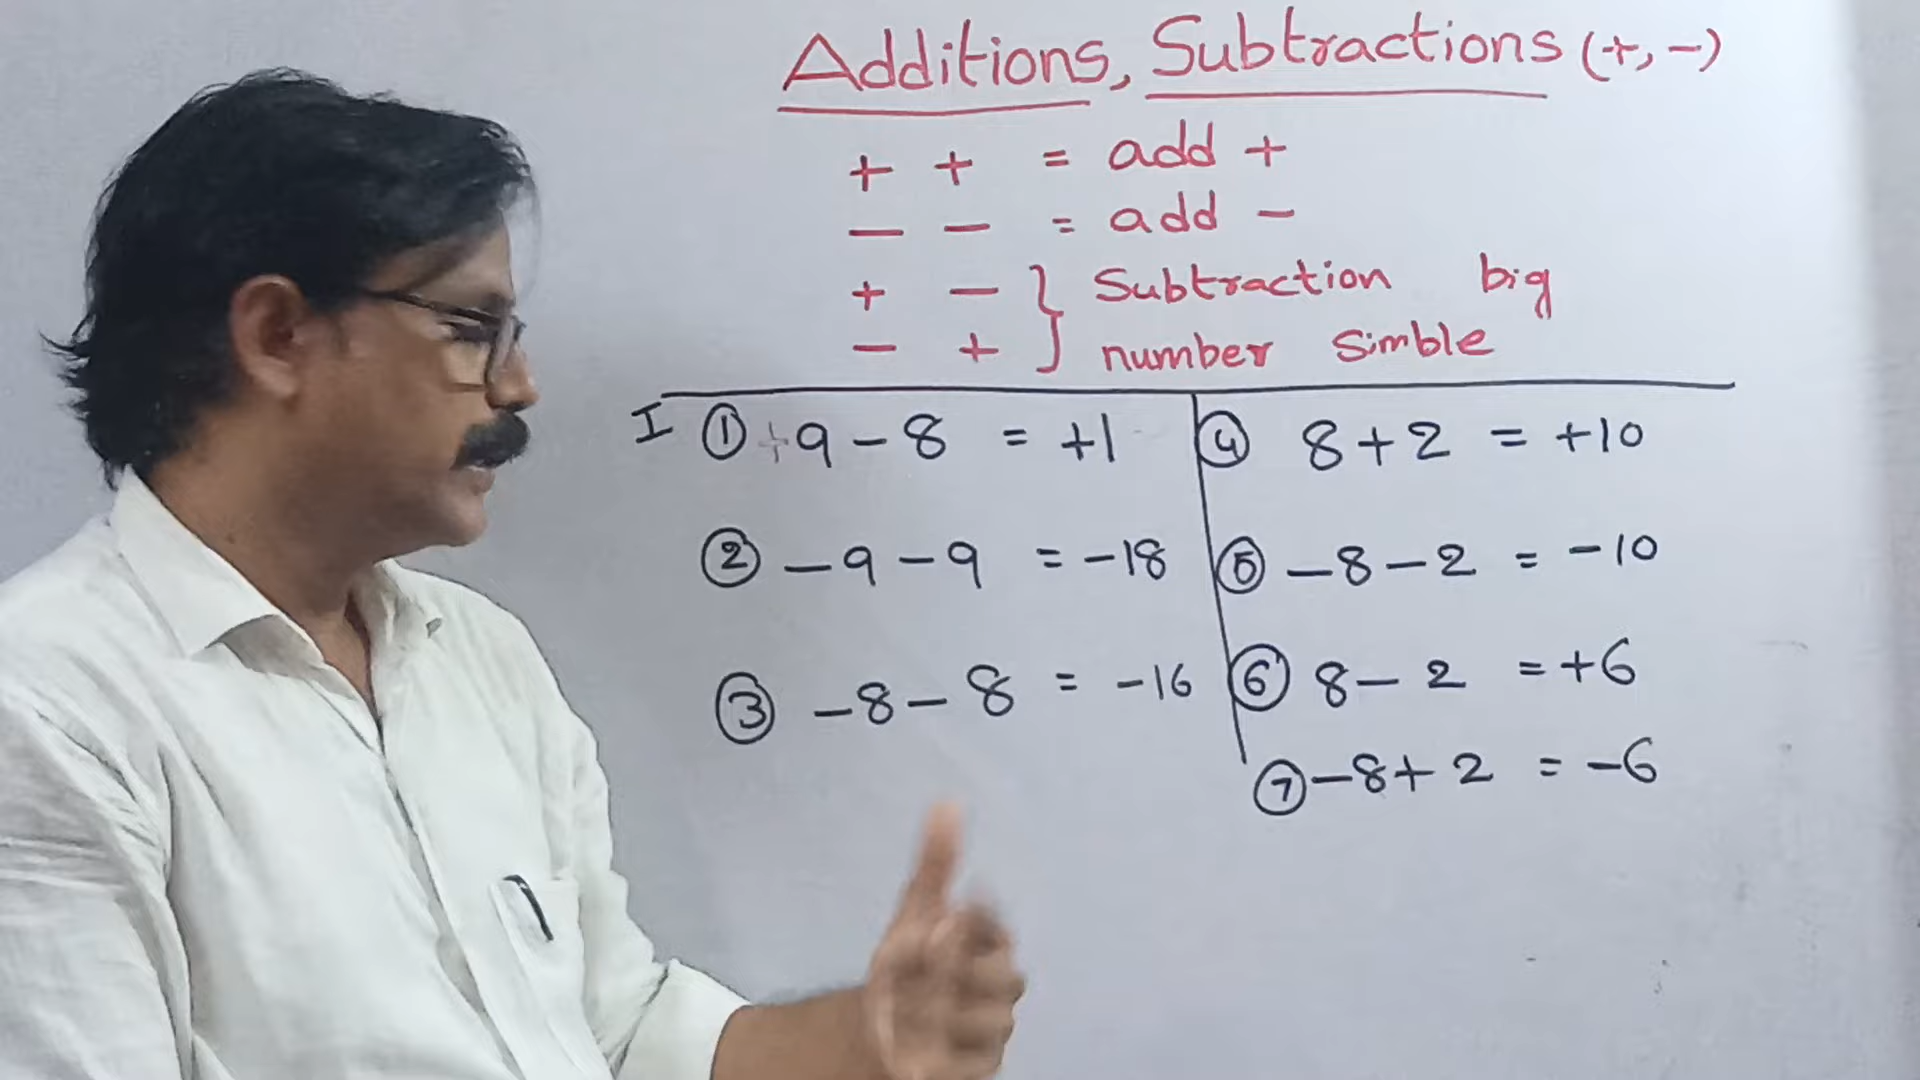 Additions, Subtractions (+, -)
+ + = add +
- - = add -
+ - } Subtraction big
- + } number Simble
I ① +9 - 8 = +1
② -9 - 9 = -18
③ -8 - 8 = -16
④ 8 + 2 = +10
⑤ -8 - 2 = -10
⑥ 8 - 2 = +6
⑦ -8 + 2 = -6